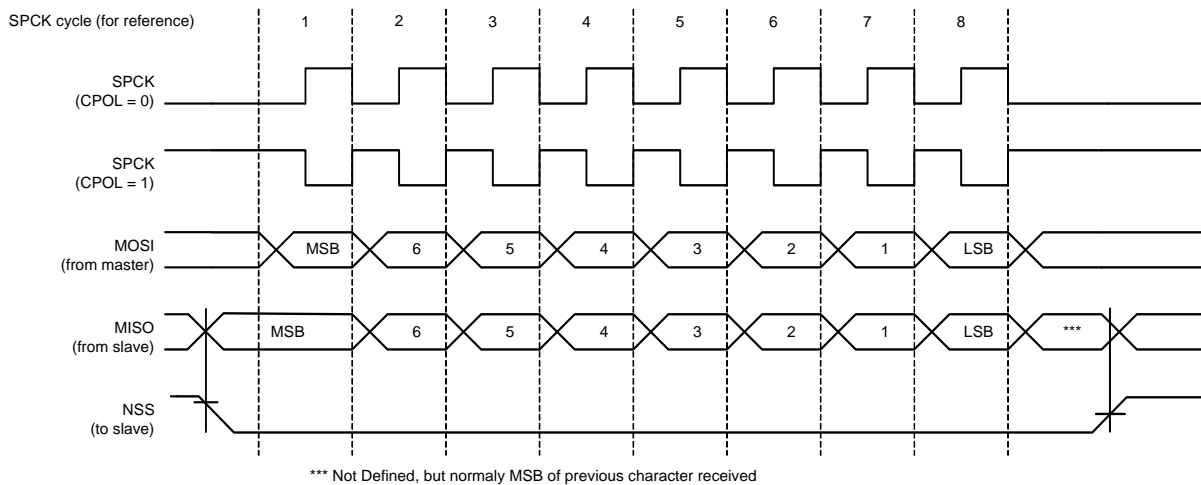 SPCK cycle (for reference) 1 2 3 4 5 6 7 8
SPCK
(CPOL = 0)
SPCK
(CPOL = 1)
MOSI
(from master)
MSB 6 5 4 3 2 1 LSB
MISO
(from slave)
MSB 6 5 4 3 2 1 LSB ***
NSS
(to slave)
*** Not Defined, but normaly MSB of previous character received